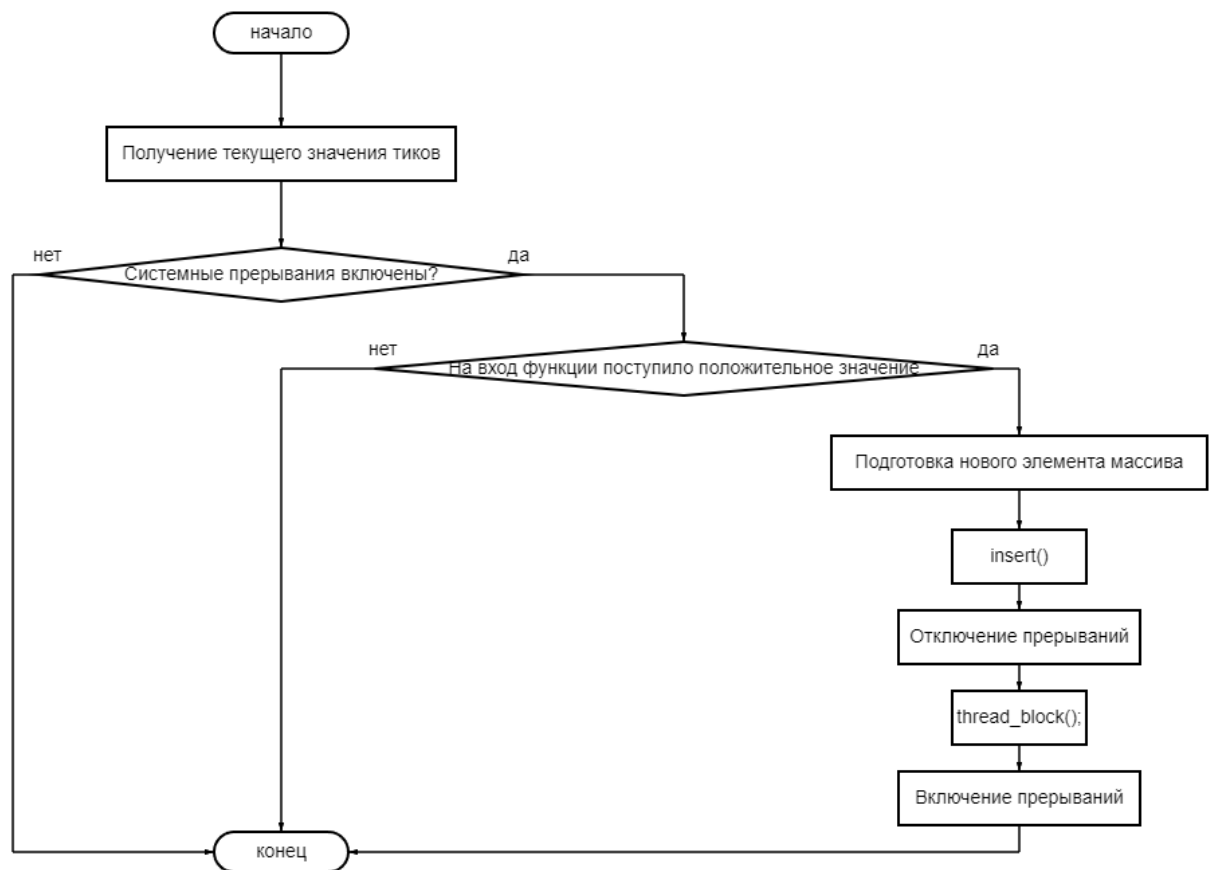 начало
Получение текущего значения тиков
нет
да
Системные прерывания включены?
нет
да
На вход функции поступило положительное значение
Подготовка нового элемента массива
insert()
Отключение прерываний
thread_block();
Включение прерываний
конец